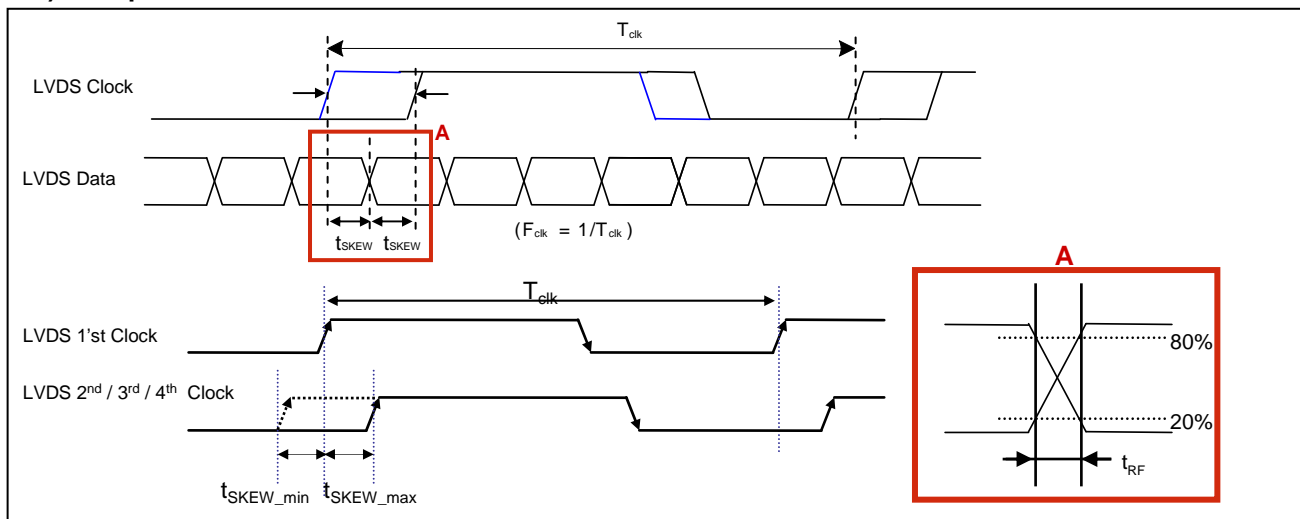 Tclk
LVDS Clock
A
LVDS Data
tSKEW tSKEW
(Fclk = 1/Tclk)
A
Tclk
LVDS 1'st Clock
80%
LVDS 2nd / 3rd / 4th Clock
20%
tRF
tSKEW_min tSKEW_max